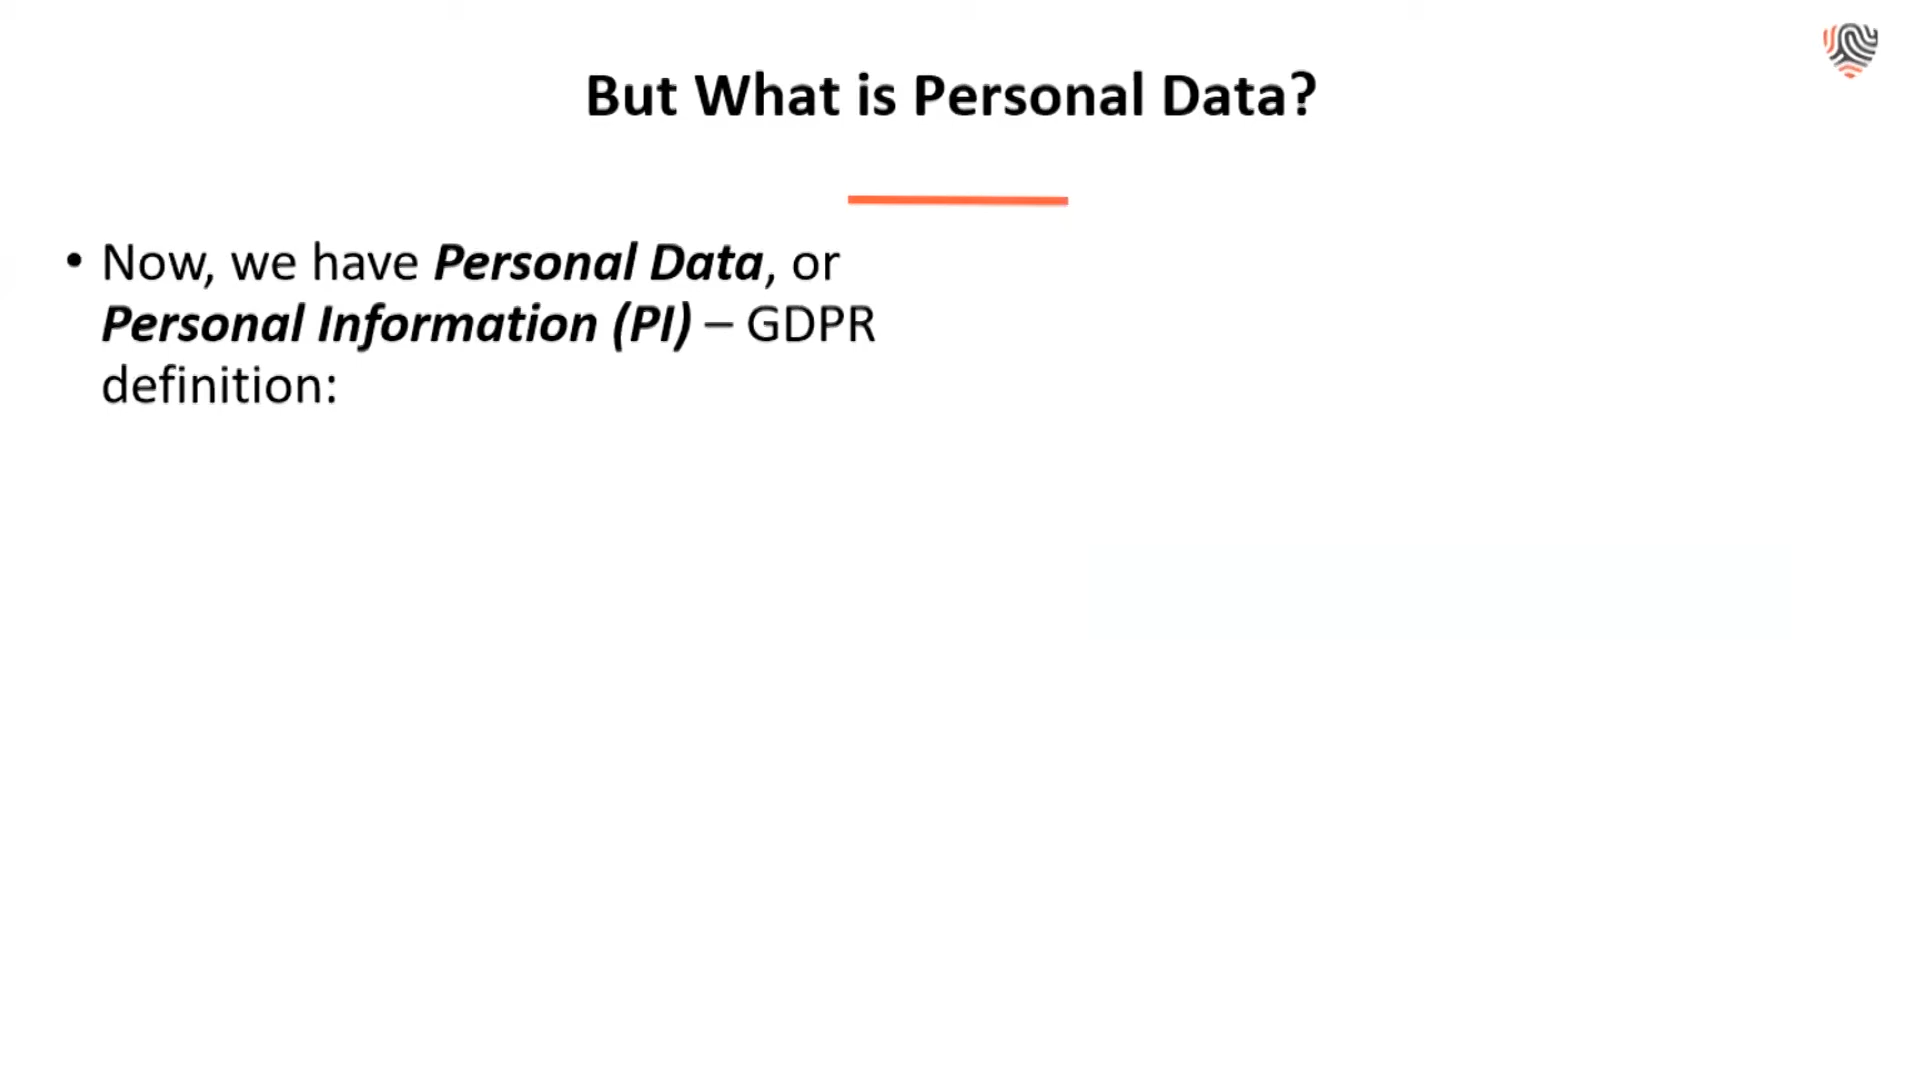 But What is Personal Data?
• Now, we have Personal Data, or
Personal Information (PI) – GDPR
definition: